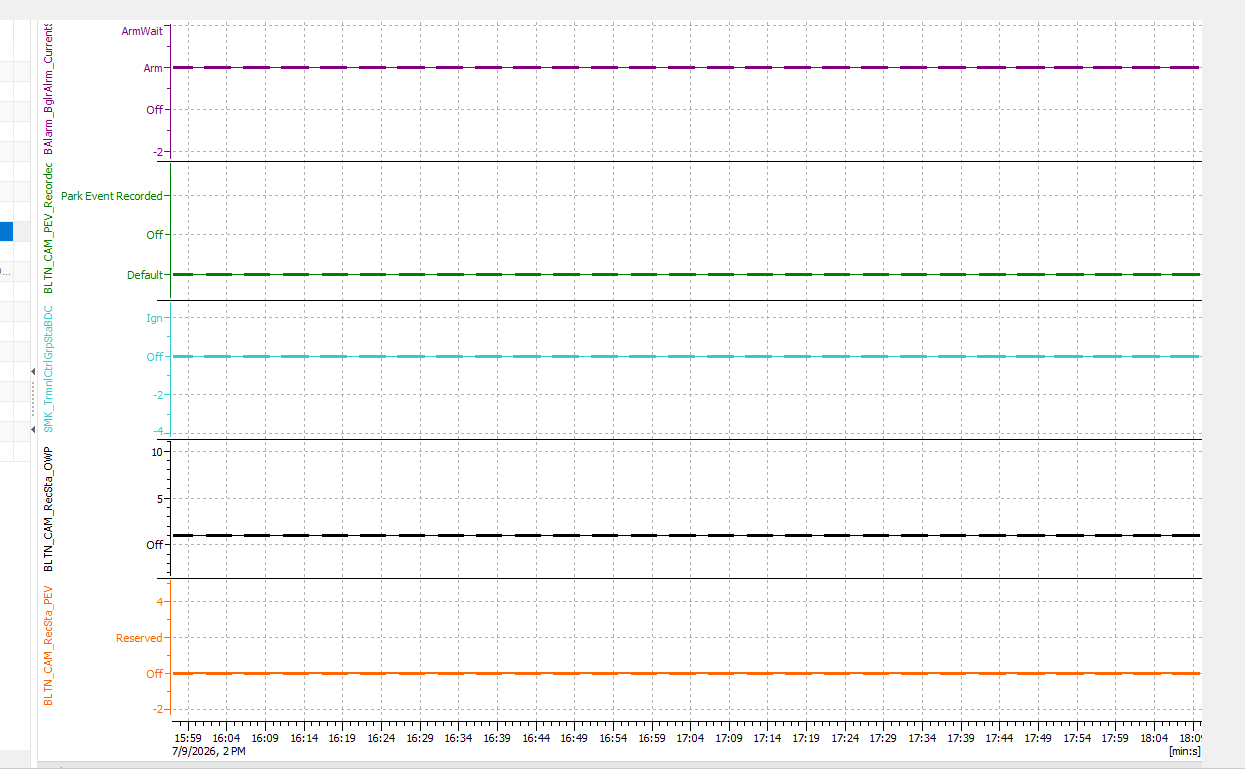 BAlarm_BglrAlrm_CurrentS
ArmWait
Arm
Off
-2
BLTN_CAM_PEV_Recorded
Park Event Recorded
Off
Default
SMK_TrmnlCtrlGrpStaBDC
Ign
Off
-2
-4
BLTN_CAM_RecSta_OWP
10
5
Off
BLTN_CAM_RecSta_PEV
4
Reserved
Off
-2
15:59 16:04 16:09 16:14 16:19 16:24 16:29 16:34 16:39 16:44 16:49 16:54 16:59 17:04 17:09 17:14 17:19 17:24 17:29 17:34 17:39 17:44 17:49 17:54 17:59 18:04 18:09
7/9/2026, 2 PM [min:s]